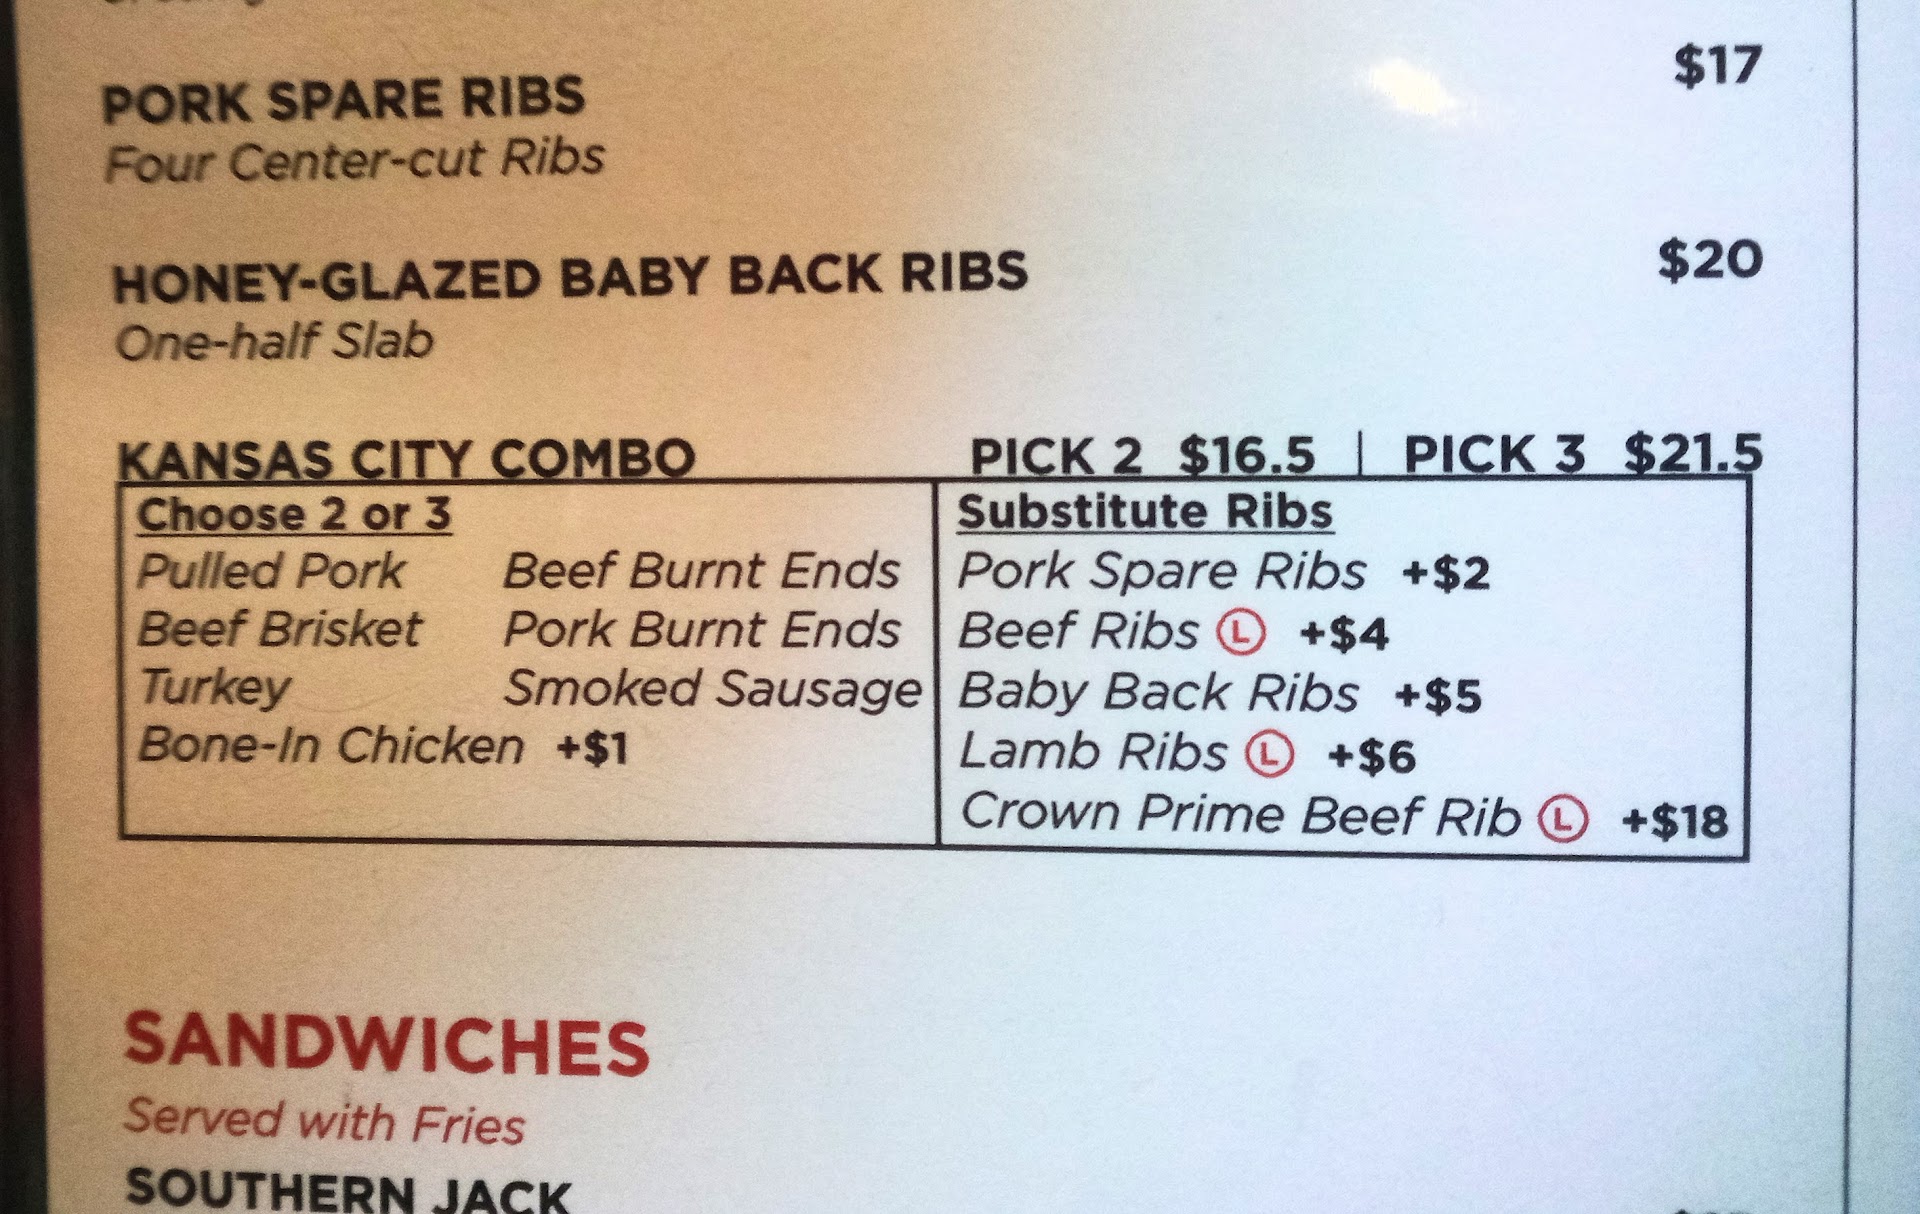 $17
PORK SPARE RIBS
Four Center-cut Ribs
HONEY-GLAZED BABY BACK RIBS $20
One-half Slab
KANSAS CITY COMBO PICK 2 $16.5 | PICK 3 $21.5
Choose 2 or 3
Pulled Pork Beef Burnt Ends
Beef Brisket Pork Burnt Ends
Turkey Smoked Sausage
Bone-In Chicken +$1
Substitute Ribs
Pork Spare Ribs +$2
Beef Ribs Ⓛ +$4
Baby Back Ribs +$5
Lamb Ribs Ⓛ +$6
Crown Prime Beef Rib Ⓛ +$18
SANDWICHES
Served with Fries
SOUTHERN JACK